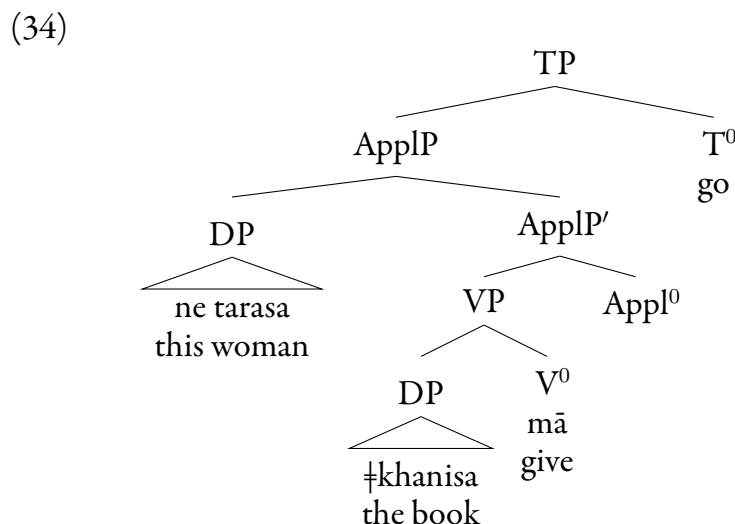 (34)
TP
ApplP T⁰
go
DP ApplP′
ne tarasa
this woman
VP Appl⁰
DP V⁰
mā
give
ǂkhanisa
the book